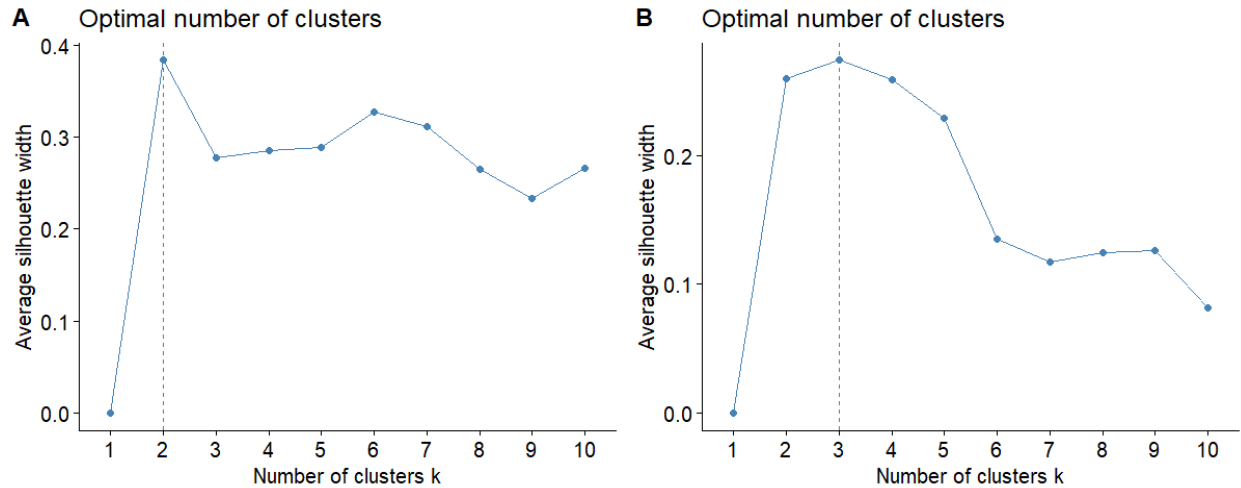 A Optimal number of clusters
Average silhouette width
0.4
0.3
0.2
0.1
0.0
1 2 3 4 5 6 7 8 9 10
Number of clusters k
B Optimal number of clusters
Average silhouette width
0.2
0.1
0.0
1 2 3 4 5 6 7 8 9 10
Number of clusters k